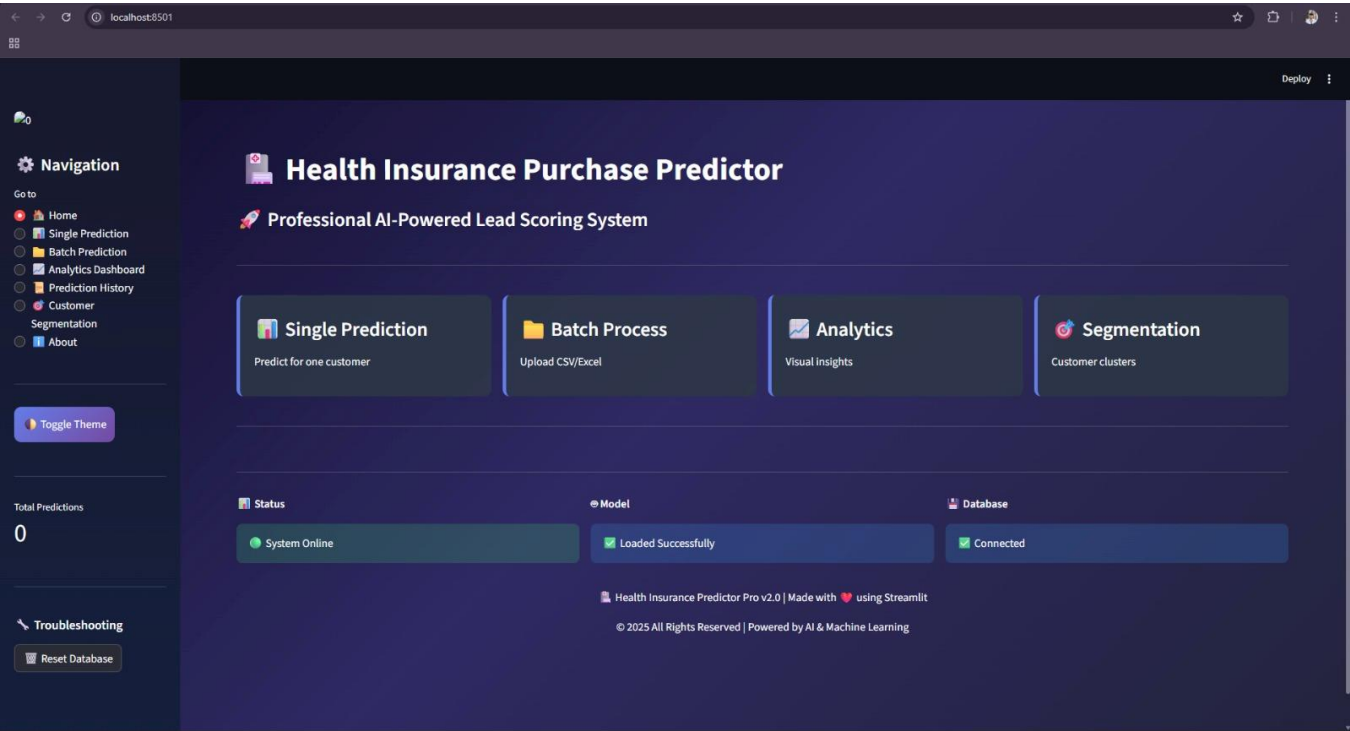 localhost:8501
Deploy
0
Navigation
Go to
Home
Single Prediction
Batch Prediction
Analytics Dashboard
Prediction History
Customer
Segmentation
About
Toggle Theme
Total Predictions
0
Troubleshooting
Reset Database
Health Insurance Purchase Predictor
Professional AI-Powered Lead Scoring System
Single Prediction
Predict for one customer
Batch Process
Upload CSV/Excel
Analytics
Visual insights
Segmentation
Customer clusters
Status
System Online
Model
Loaded Successfully
Database
Connected
Health Insurance Predictor Pro v2.0 | Made with ❤️ using Streamlit
© 2025 All Rights Reserved | Powered by AI & Machine Learning